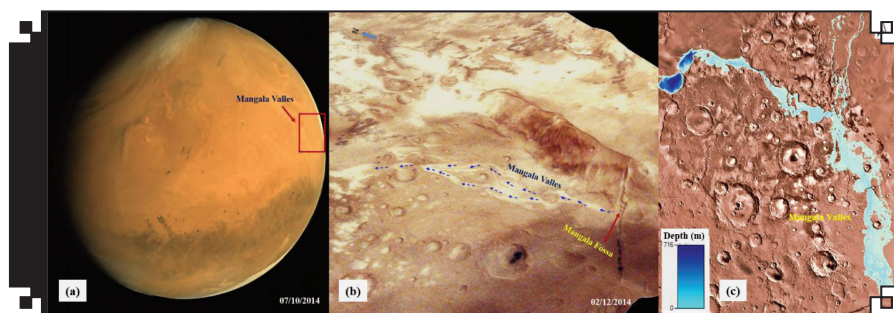 Mangala Valles
(a)
07/10/2014
N
Mangala Valles
Mangala Fossa
(b)
02/12/2014
Mangala Valles
Depth (m)
716
0
(c)